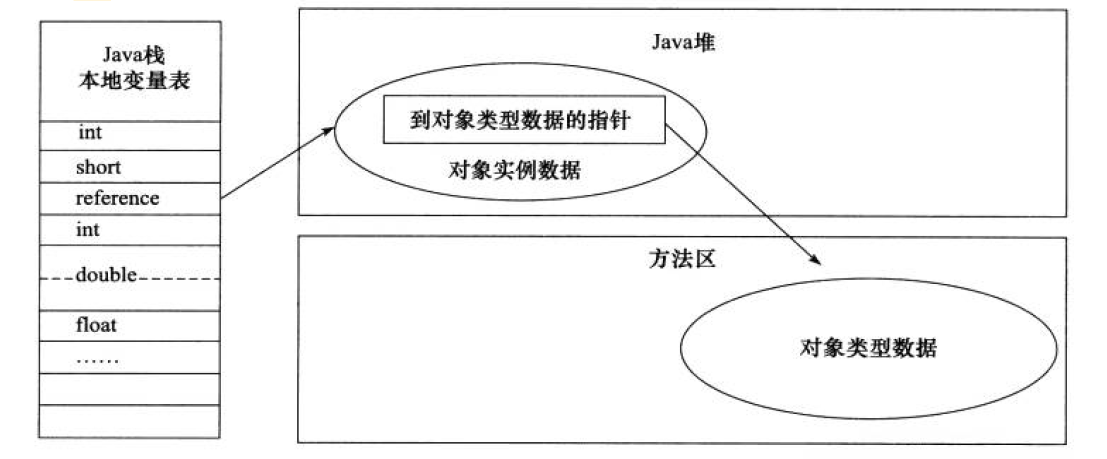 Java栈
本地变量表
int
short
reference
int
double
float
……
Java堆
到对象类型数据的指针
对象实例数据
方法区
对象类型数据